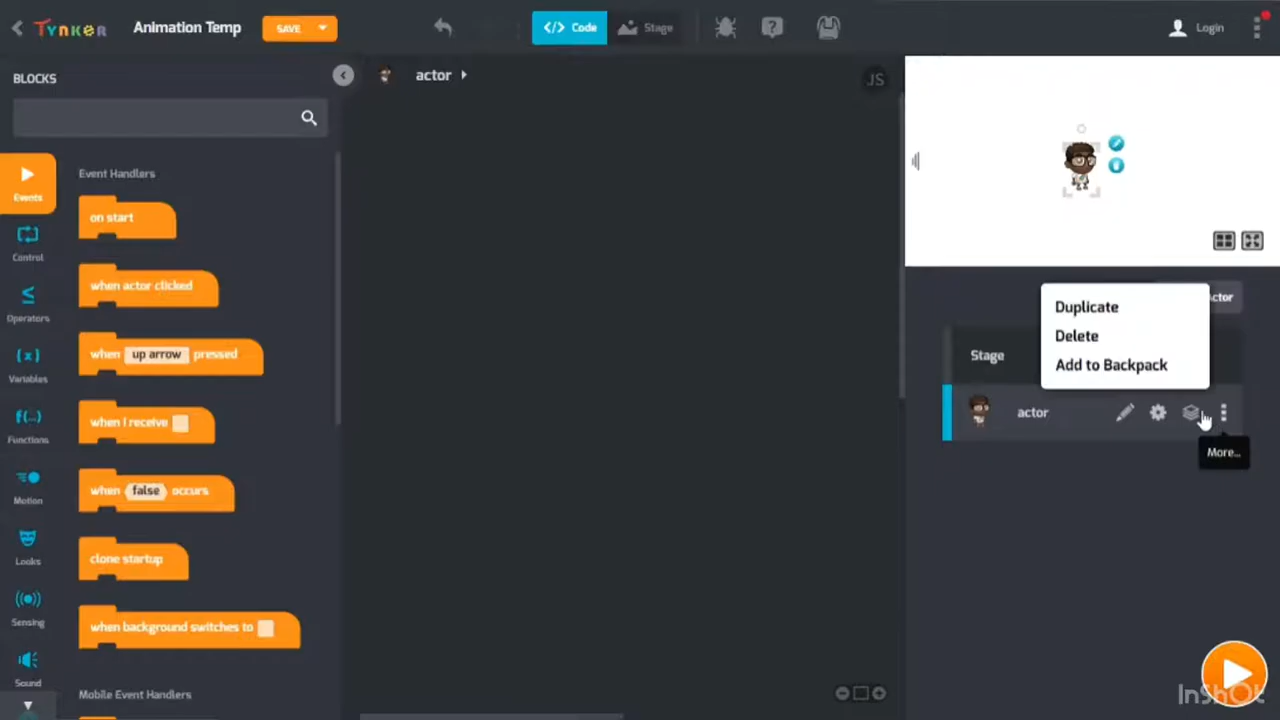 TYNKER
Animation Temp
SAVE
</> Code
Stage
Login
BLOCKS
actor
JS
Events
Control
Operators
Variables
Functions
Motion
Looks
Sensing
Sound
{x}
f(...)
Event Handlers
on start
when actor clicked
when up arrow pressed
when I receive
when false occurs
clone startup
when background switches to
Mobile Event Handlers
Actor
Duplicate
Delete
Add to Backpack
Stage
actor
More...
InShOt